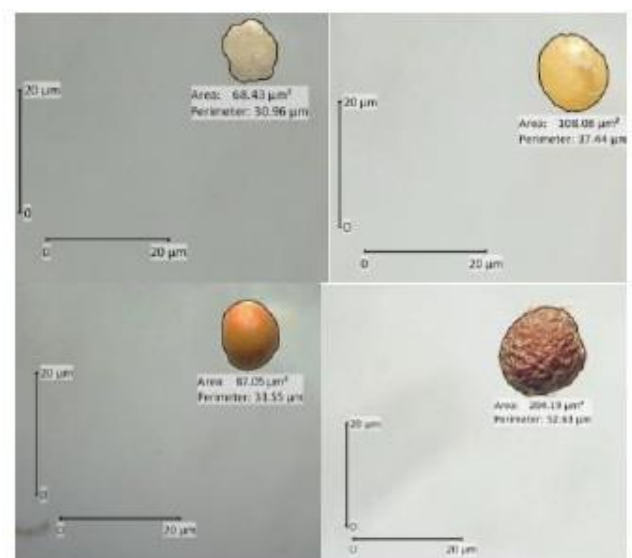 20 µm
Area: 68.43 µm²
Perimeter: 30.96 µm
0
0 20 µm
20 µm
Area: 108.08 µm²
Perimeter: 37.44 µm
0
0 20 µm
20 µm
Area: 87.05 µm²
Perimeter: 33.55 µm
0
0 20 µm
Area: 204.19 µm²
Perimeter: 52.63 µm
20 µm
0
0 20 µm